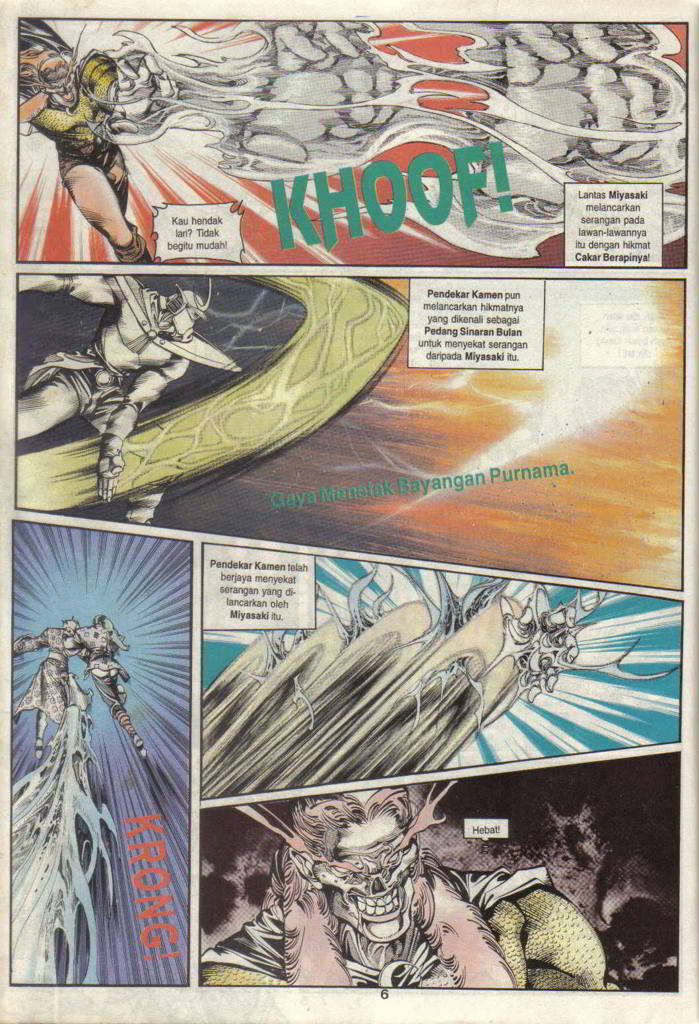 KHOOF!
Kau hendak
lari? Tidak
begitu mudah!
Lantas Miyasaki
melancarkan
serangan pada
lawan-lawannya
itu dengan hikmat
Cakar Berapinya!
Pendekar Kamen pun
melancarkan hikmatnya
yang dikenali sebagai
Pedang Sinaran Bulan
untuk menyekat serangan
daripada Miyasaki itu.
Gaya Menetak Bayangan Purnama.
KRONG!
Pendekar Kamen telah
berjaya menyekat
serangan yang di-
lancarkan oleh
Miyasaki itu.
Hebat!
6